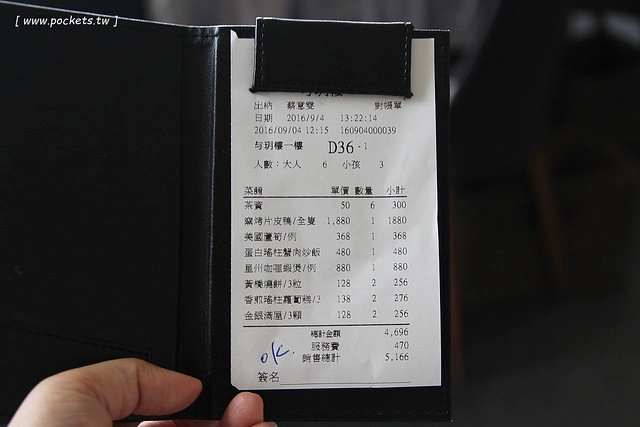 [ www.pockets.tw ]
出納 蔡意雯 對帳單
日期 2016/9/4 13:22:14
2016/09/04 12:15 160904000039
与玥樓一樓 D36-1
人數：大人 6 小孩 3
菜餚 單價 數量 小計
茶資 50 6 300
窯烤片皮鴨/全隻 1,880 1 1880
美國蘆筍/例 368 1 368
蛋白瑤柱蟹肉炒飯 480 1 480
星州咖哩蝦煲/例 880 1 880
黃橋燒餅/3粒 128 2 256
香煎瑤柱蘿蔔糕/3 138 2 276
金銀滿屋/3顆 128 2 256
總計金額 4,696
ok.
服務費 470
銷售總計 5,166
簽名